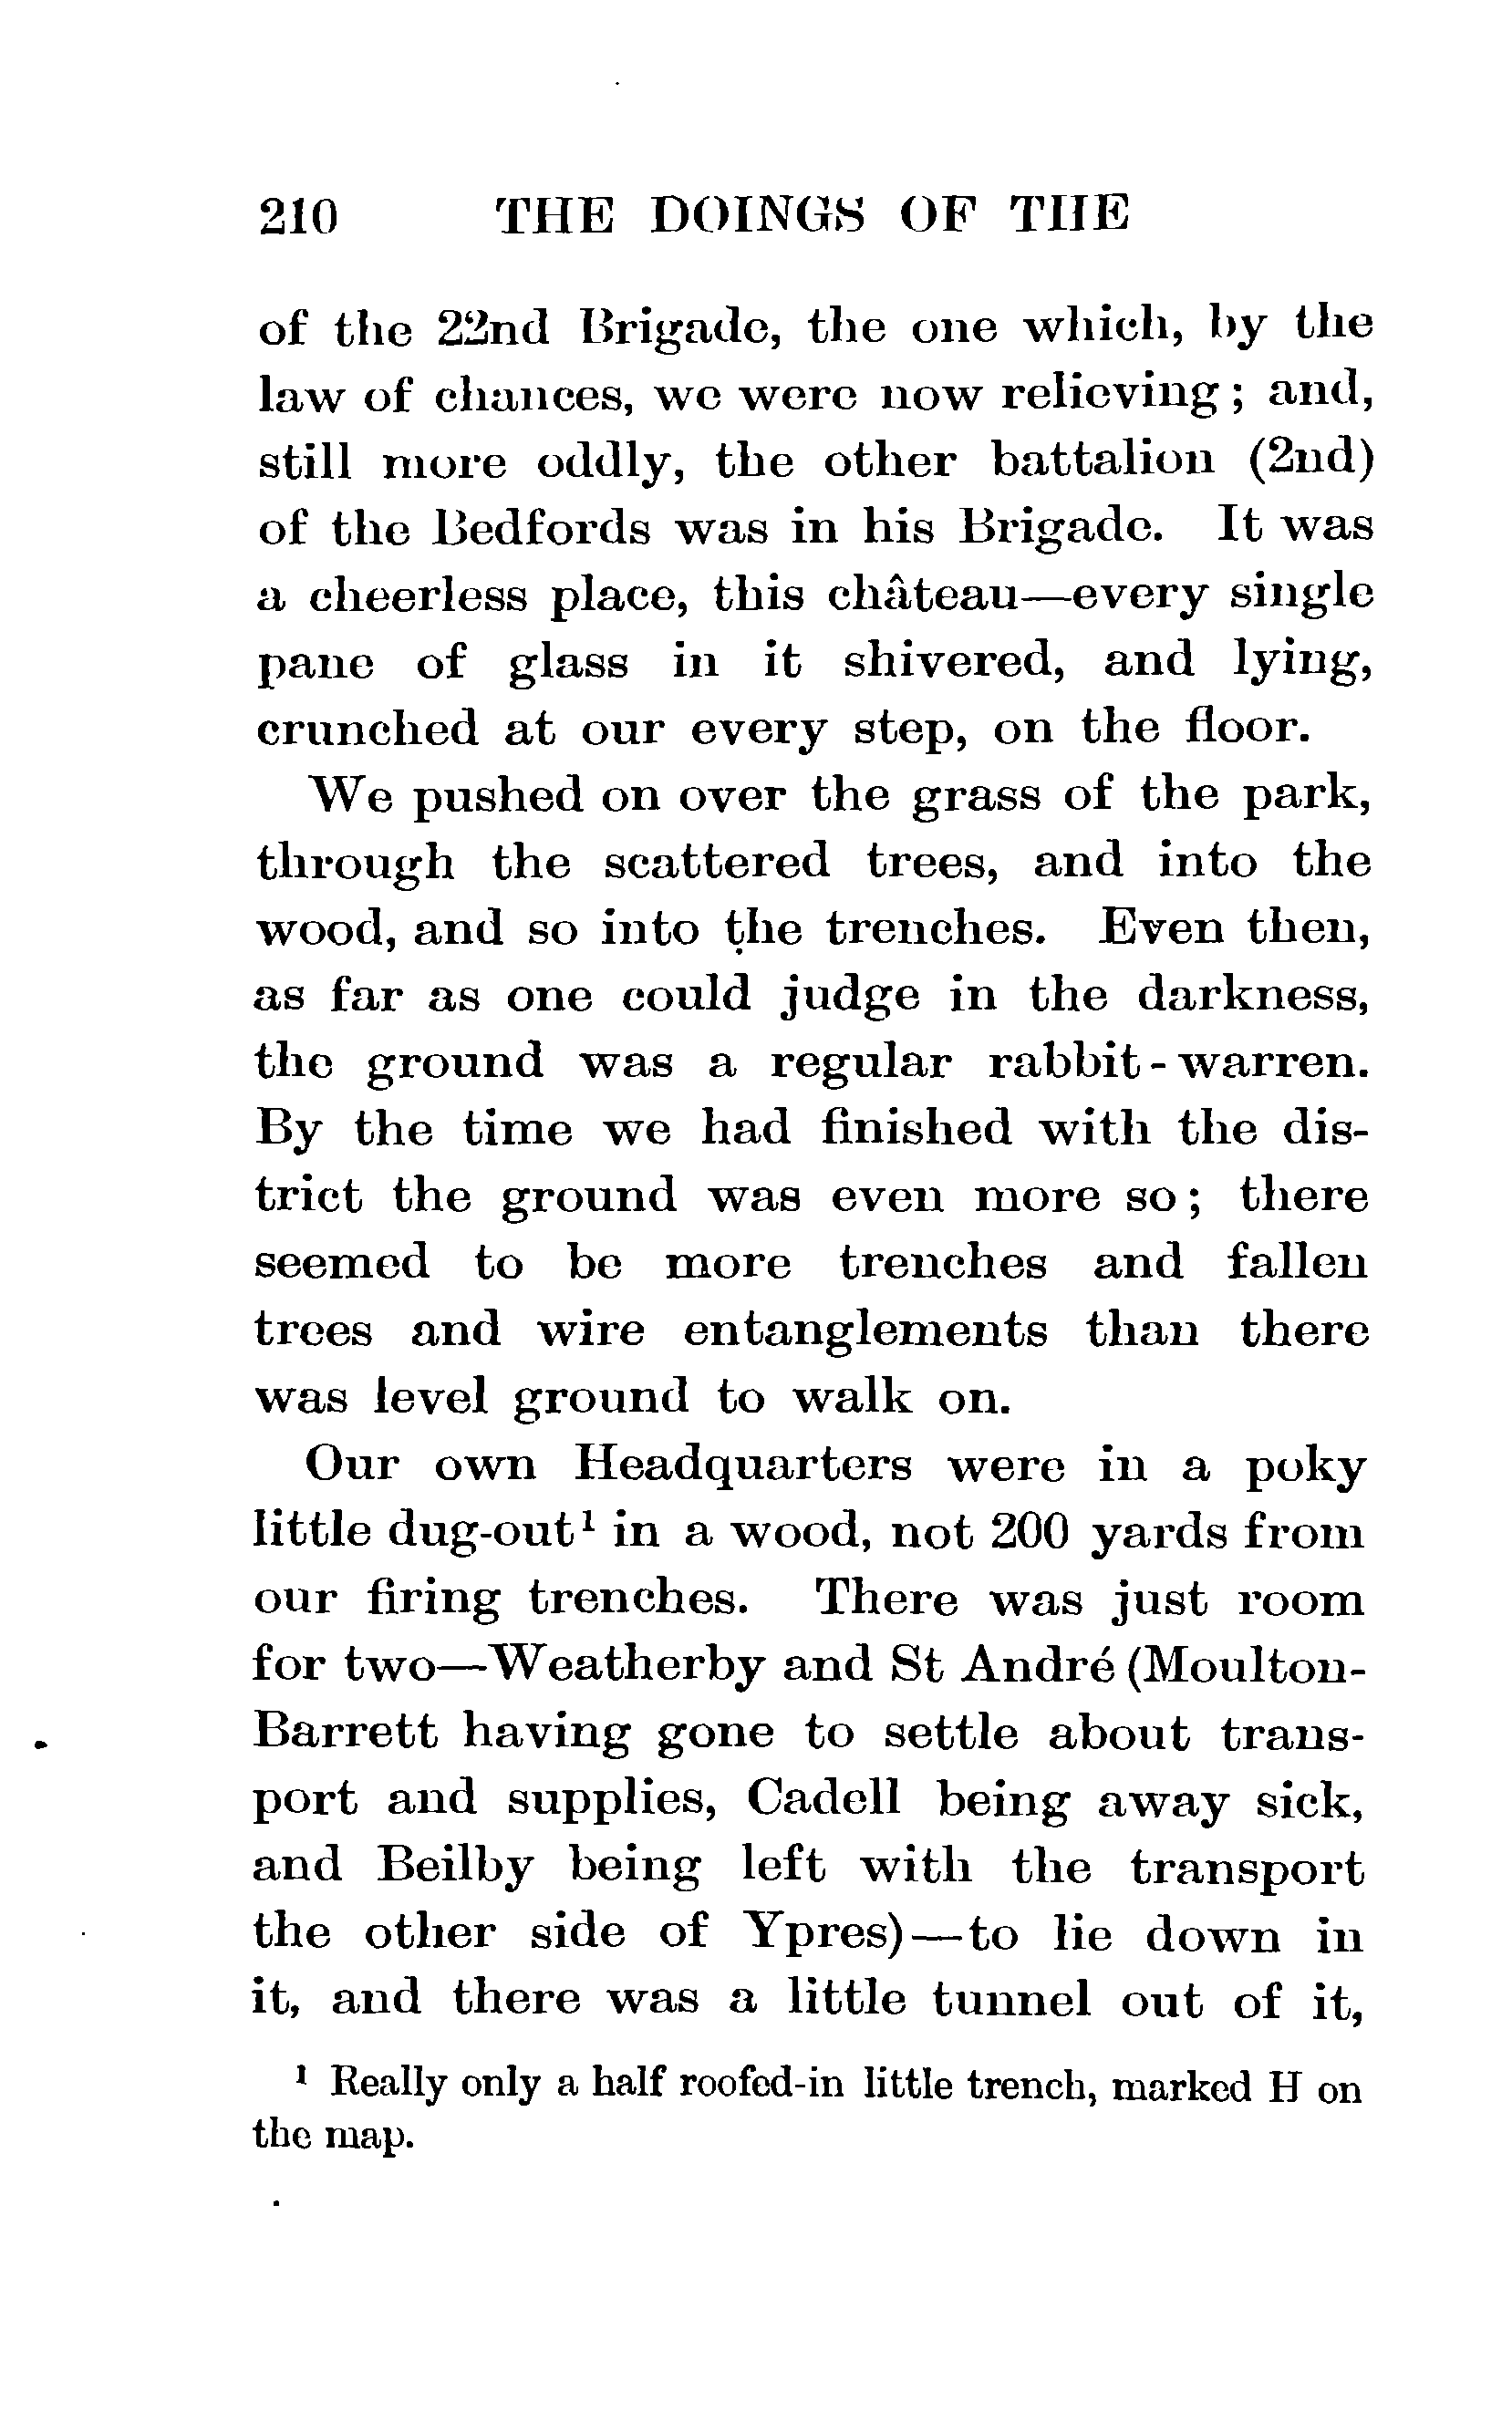 210 THE DOINGS OF THE
of the 22nd Brigade, the one which, by the
law of chances, we were now relieving; and,
still more oddly, the other battalion (2nd)
of the Bedfords was in his Brigade. It was
a cheerless place, this château—every single
pane of glass in it shivered, and lying,
crunched at our every step, on the floor.
We pushed on over the grass of the park,
through the scattered trees, and into the
wood, and so into the trenches. Even then,
as far as one could judge in the darkness,
the ground was a regular rabbit-warren.
By the time we had finished with the dis-
trict the ground was even more so; there
seemed to be more trenches and fallen
trees and wire entanglements than there
was level ground to walk on.
Our own Headquarters were in a poky
little dug-out¹ in a wood, not 200 yards from
our firing trenches. There was just room
for two—Weatherby and St André (Moulton-
Barrett having gone to settle about trans-
port and supplies, Cadell being away sick,
and Beilby being left with the transport
the other side of Ypres)—to lie down in
it, and there was a little tunnel out of it,
¹ Really only a half roofed-in little trench, marked H on
the map.